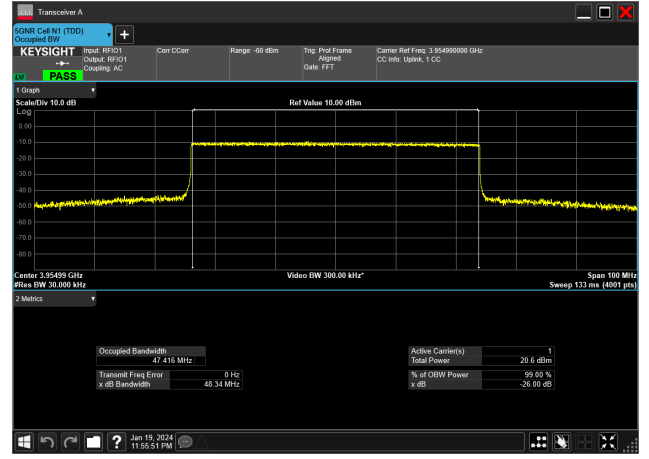 Transceiver A
5GNR Cell N1 (TDD)
Occupied BW
KEYSIGHT
LXI
PASS
Input: RFIO1
Output: RFIO1
Coupling: AC
Corr CCorr
Range: -60 dBm
Trig: Prot Frame
Aligned
Gate: FFT
Carrier Ref Freq: 3.954990000 GHz
CC Info: Uplink, 1 CC
1 Graph
Scale/Div 10.0 dB
Ref Value 10.00 dBm
Log
0.00
-10.0
-20.0
-30.0
-40.0
-50.0
-60.0
-70.0
-80.0
Center 3.95499 GHz
Video BW 300.00 kHz*
Span 100 MHz
#Res BW 30.000 kHz
Sweep 133 ms (4001 pts)
2 Metrics
Occupied Bandwidth
47.416 MHz
Transmit Freq Error 0 Hz
x dB Bandwidth 48.34 MHz
Active Carrier(s) 1
Total Power 20.6 dBm
% of OBW Power 99.00 %
x dB -26.00 dB
Jan 19, 2024
11:55:51 PM